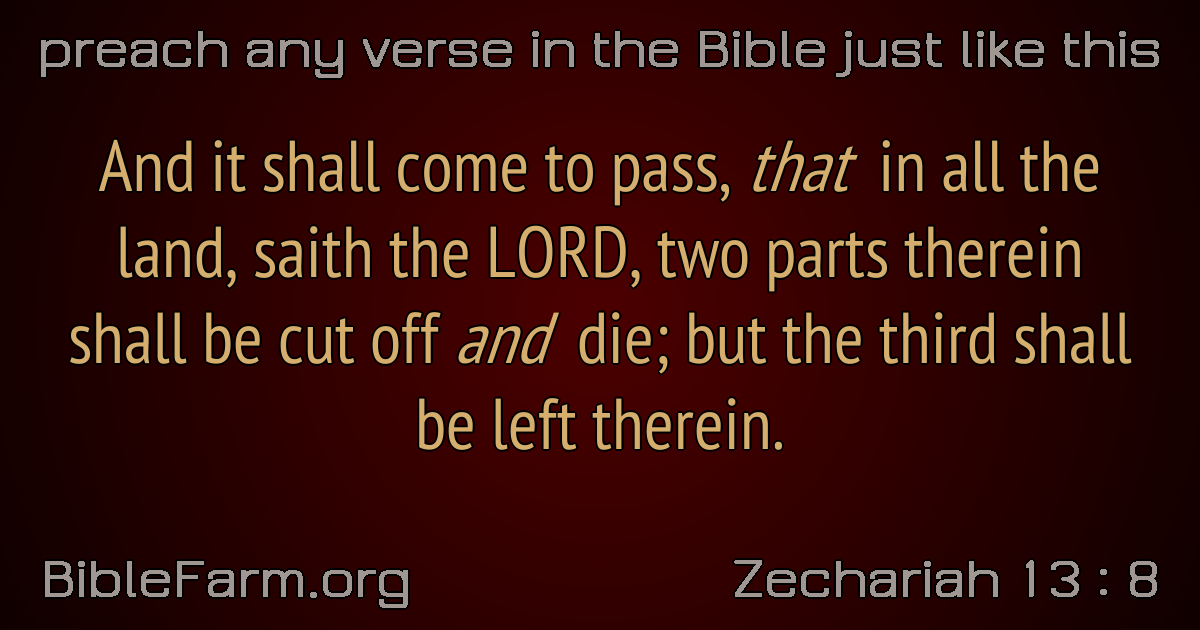 preach any verse in the Bible just like this
And it shall come to pass, that in all the
land, saith the LORD, two parts therein
shall be cut off and die; but the third shall
be left therein.
BibleFarm.org
Zechariah 13 : 8